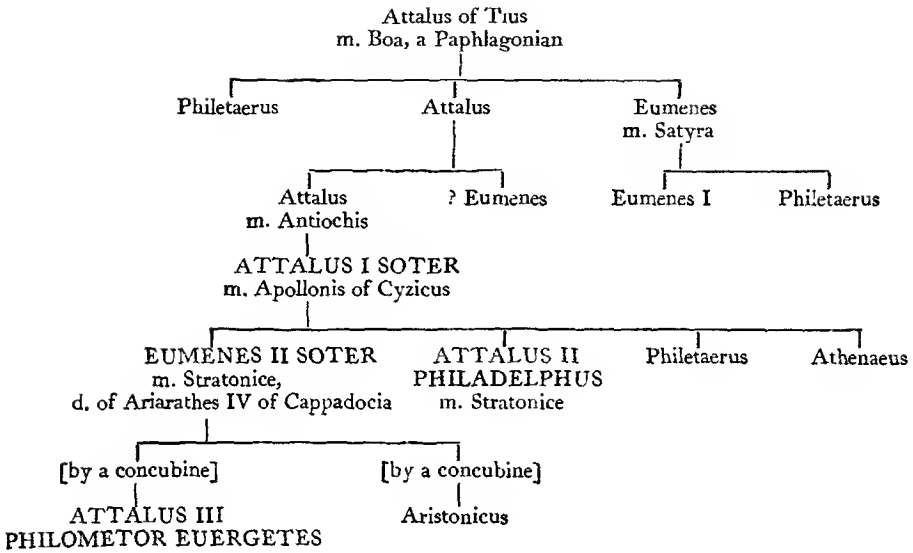 Attalus of Tius
m. Boa, a Paphlagonian
Philetaerus Attalus Eumenes
m. Satyra
Attalus ? Eumenes Eumenes I Philetaerus
m. Antiochis
ATTALUS I SOTER
m. Apollonis of Cyzicus
EUMENES II SOTER ATTALUS II Philetaerus Athenaeus
m. Stratonice, PHILADELPHUS
d. of Ariarathes IV of Cappadocia m. Stratonice
[by a concubine] [by a concubine]
ATTALUS III Aristonicus
PHILOMETOR EUERGETES